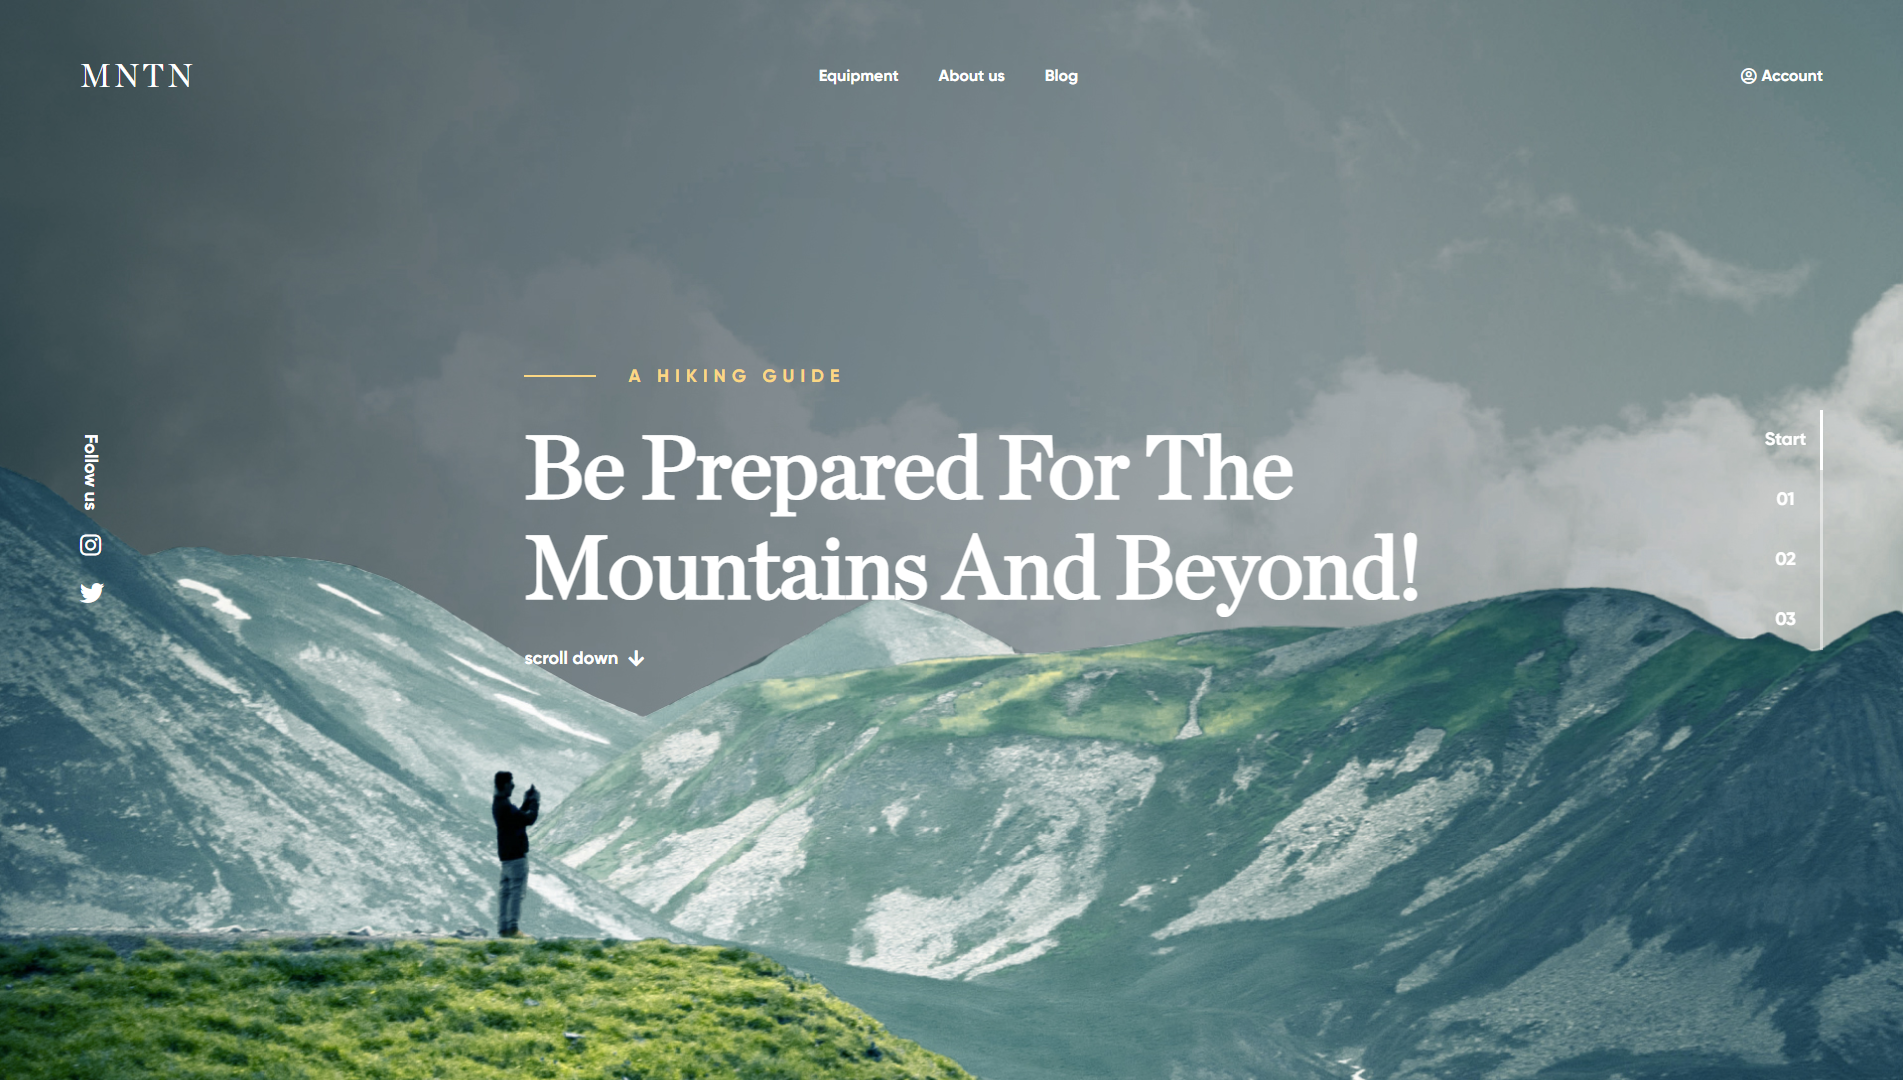 MNTN
Equipment
About us
Blog
Account
A HIKING GUIDE
Be Prepared For The
Mountains And Beyond!
scroll down
Follow us
Start
01
02
03